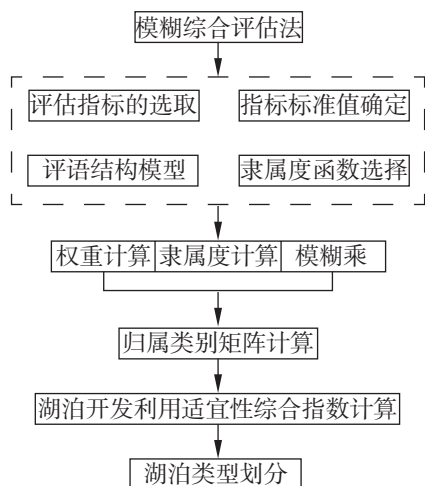 模糊综合评估法
评估指标的选取 指标标准值确定
评语结构模型 隶属度函数选择
权重计算 隶属度计算 模糊乘
归属类别矩阵计算
湖泊开发利用适宜性综合指数计算
湖泊类型划分